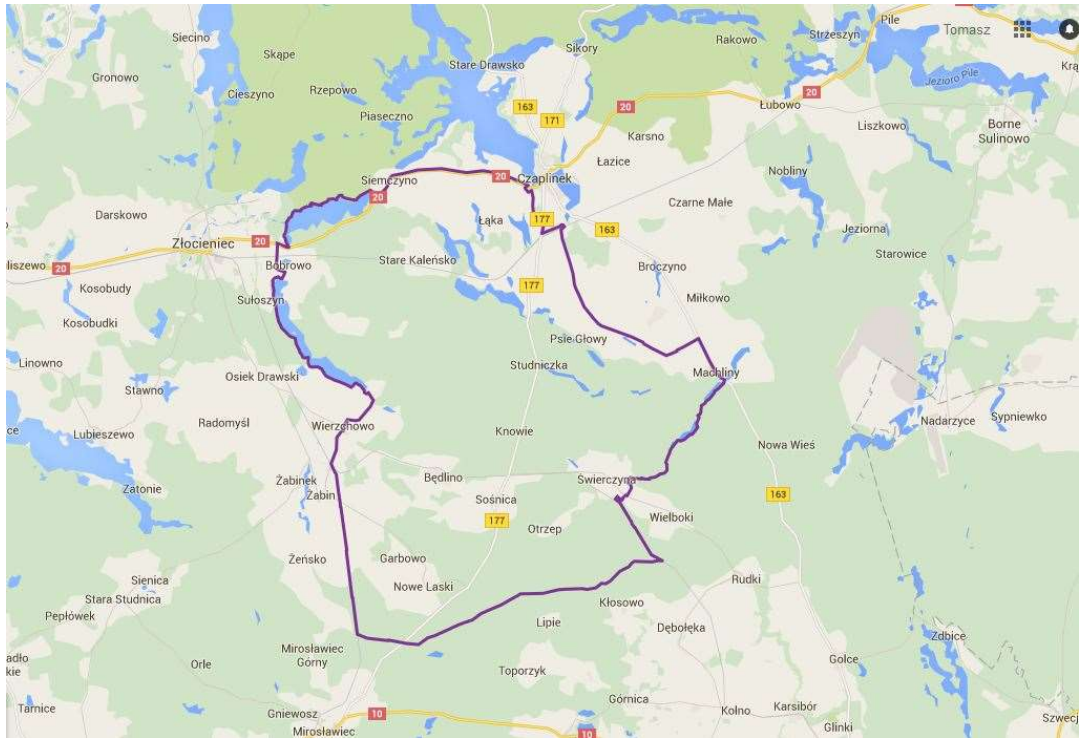 Siecino
Skąpe
Sikory
Rakowo
Strzeszyn
Pile
Tomasz
20
Gronowo
Stare Drawsko
Jezioro Pile
Cieszyno
Rzepowo
163
171
20
20
Łubowo
Piaseczno
Karsno
Liszkowo
Borne
Sulinowo
Łazice
Nobliny
Siemczyno
20
Czaplinek
20
Czarne Małe
Darskowo
Łąka
177
163
Jeziorna
Złocieniec
20
Stare Kaleńsko
Starowice
20
Bobrowo
Broczyno
177
Kosobudy
Sułoszyn
Miłkowo
Kosobudki
Psie Głowy
Linowno
Studniczka
Machliny
Osiek Drawski
Stawno
Nadarzyce
Sypniewko
Radomyśl
Wierzchowo
Knowie
Lubieszewo
Nowa Wieś
Żabinek
Będlino
Świerczyna
Zatonie
Żabin
Sośnica
163
177
Otrzep
Wielboki
Żeńsko
Garbowo
Sienica
Nowe Laski
Rudki
Stara Studnica
Kłosowo
Pepłówek
Lipie
Dębołęka
Zdbice
Mirosławiec
Górny
Orle
Toporzyk
Golce
Tarnice
Górnica
Gniewosz
10
Kolno
Karsibór
Mirosławiec
10
Glinki